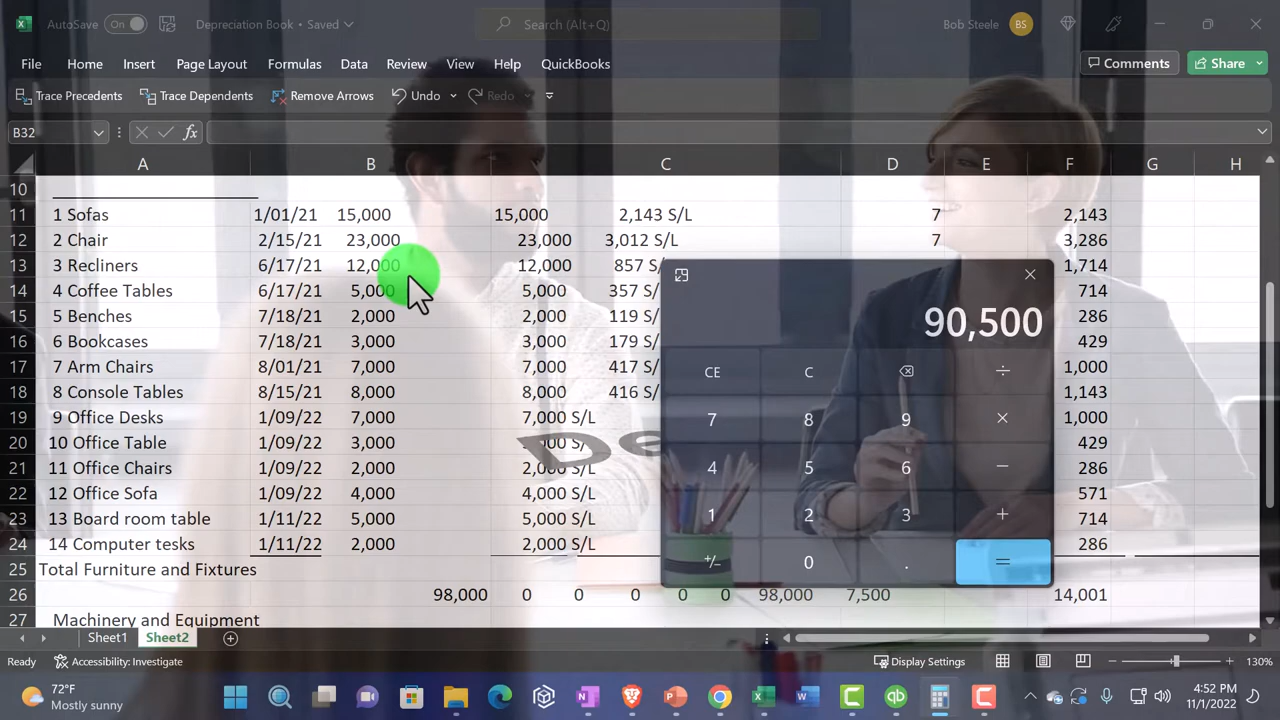 AutoSave On Depreciation Book • Saved Search (Alt+Q) Bob Steele BS
File Home Insert Page Layout Formulas Data Review View Help QuickBooks Comments Share
Trace Precedents Trace Dependents Remove Arrows Undo Redo
B32 fx
A B C D E F G H
10
11 1 Sofas 1/01/21 15,000 15,000 2,143 S/L 7 2,143
12 2 Chair 2/15/21 23,000 23,000 3,012 S/L 7 3,286
13 3 Recliners 6/17/21 12,000 12,000 857 S/ 1,714
14 4 Coffee Tables 6/17/21 5,000 5,000 357 S/ 714
15 5 Benches 7/18/21 2,000 2,000 119 S/ 286
16 6 Bookcases 7/18/21 3,000 3,000 179 S/ 429
17 7 Arm Chairs 8/01/21 7,000 7,000 417 S/ 1,000
18 8 Console Tables 8/15/21 8,000 8,000 416 S/ 1,143
19 9 Office Desks 1/09/22 7,000 7,000 S/L 1,000
20 10 Office Table 1/09/22 3,000 S/L 429
21 11 Office Chairs 1/09/22 2,000 2,000 S/L 286
22 12 Office Sofa 1/09/22 4,000 4,000 S/L 571
23 13 Board room table 1/11/22 5,000 5,000 S/L 714
24 14 Computer tesks 1/11/22 2,000 2,000 S/L 286
25 Total Furniture and Fixtures
26 98,000 0 0 0 0 0 98,000 7,500 14,001
27 Machinery and Equipment
90,500
CE C ÷
7 8 9 ×
4 5 6 −
1 2 3 +
+/- 0 . =
De
Sheet1 Sheet2
Ready Accessibility: Investigate Display Settings 130%
72°F
Mostly sunny
4:52 PM
11/1/2022